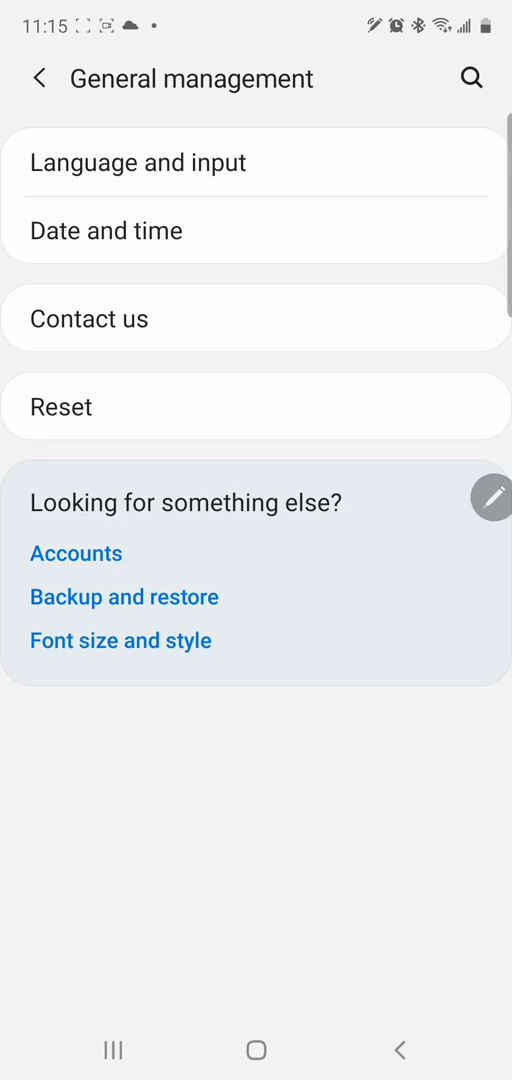 11:15
General management
Language and input
Date and time
Contact us
Reset
Looking for something else?
Accounts
Backup and restore
Font size and style